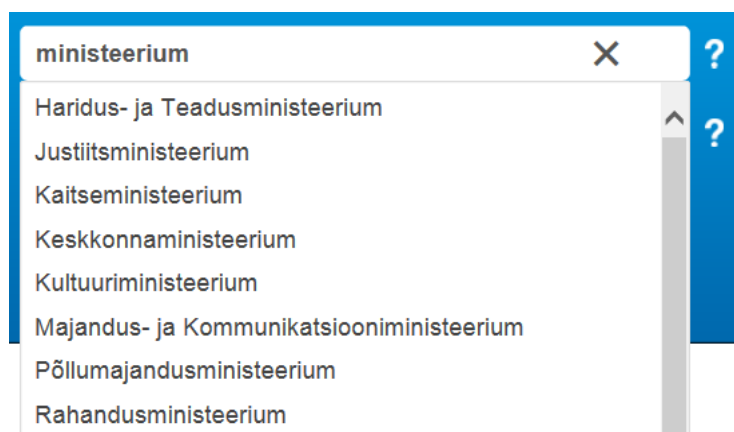 ministeerium
?
Haridus- ja Teadusministeerium
?
Justiitsministeerium
Kaitseministeerium
Keskkonnaministeerium
Kultuuriministeerium
Majandus- ja Kommunikatsiooniministeerium
Põllumajandusministeerium
Rahandusministeerium